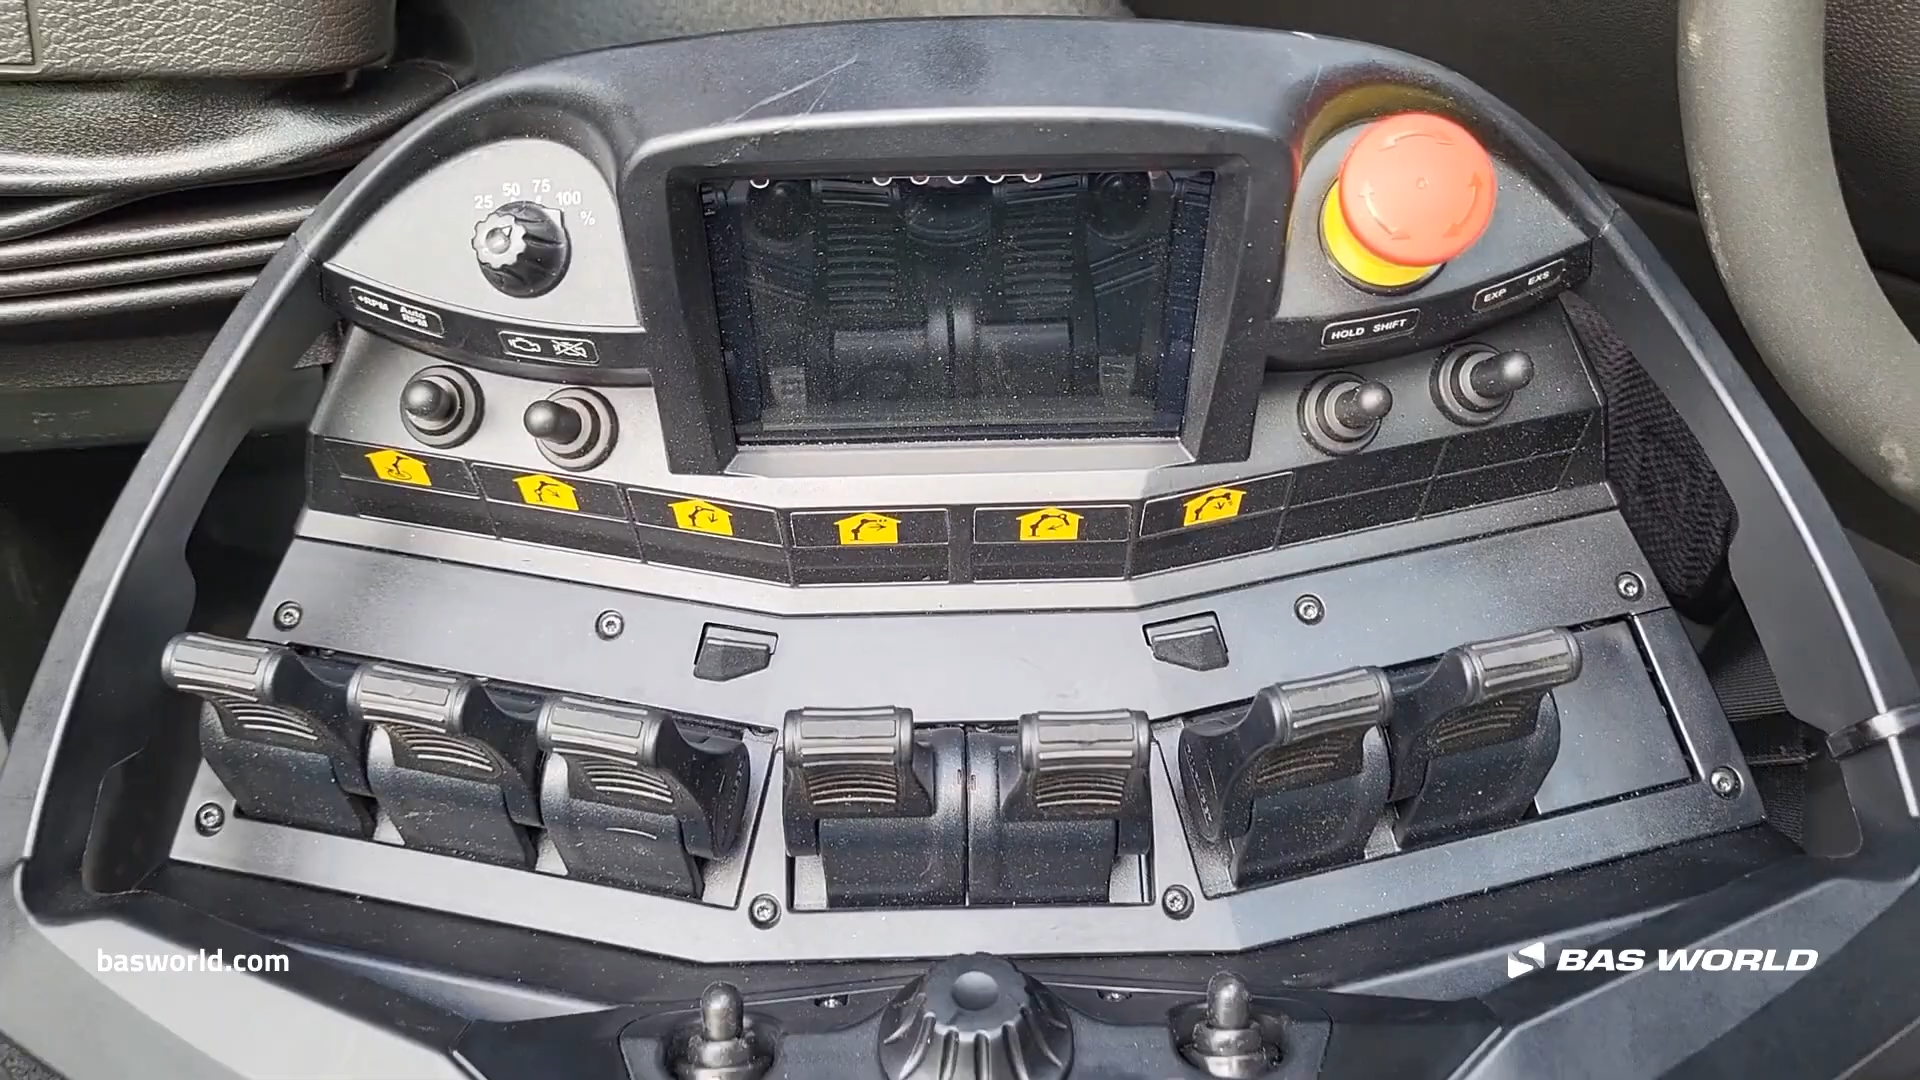 25 50 75 100 %
+RPM Auto RPM
HOLD SHIFT
EXP EXS
basworld.com
BAS WORLD